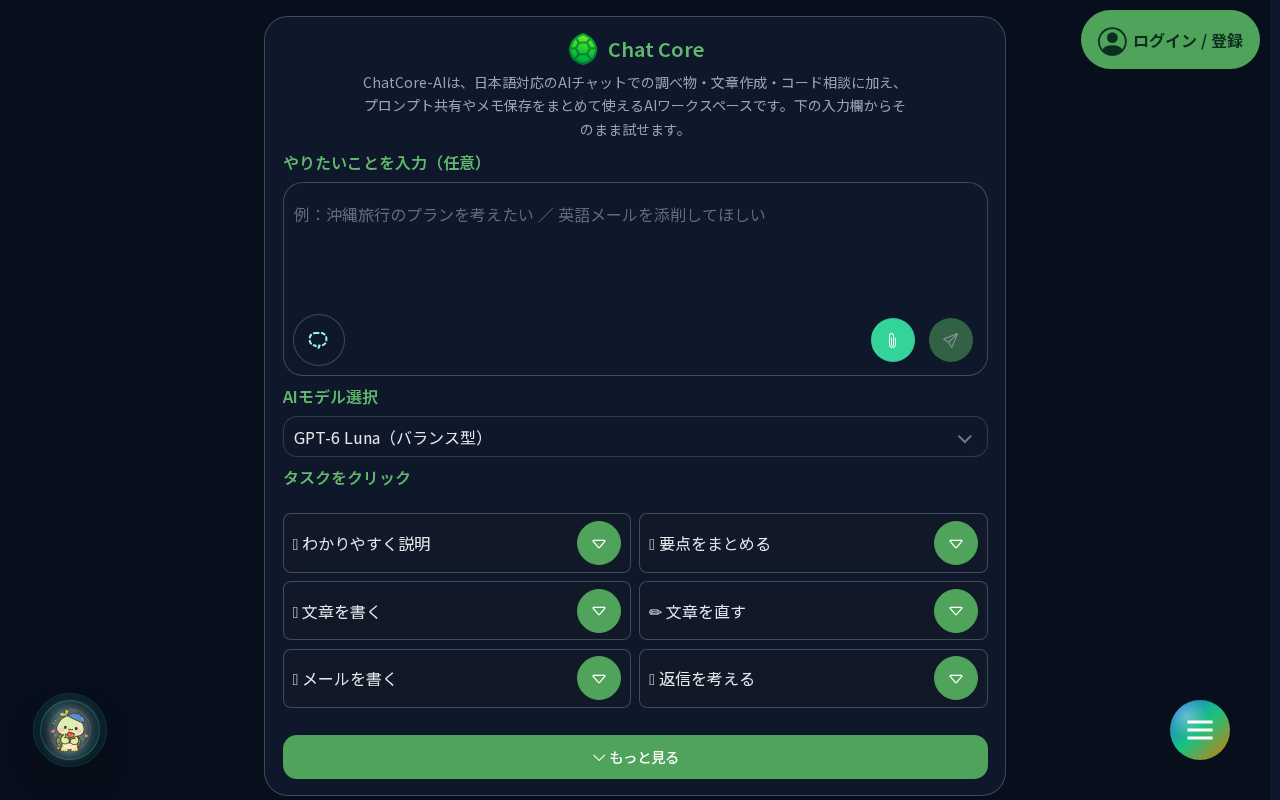 Chat Core
ログイン / 登録
ChatCore-AIは、日本語対応のAIチャットでの調べ物・文章作成・コード相談に加え、
プロンプト共有やメモ保存をまとめて使えるAIワークスペースです。下の入力欄からそ
のまま試せます。
やりたいことを入力（任意）
例：沖縄旅行のプランを考えたい ／ 英語メールを添削してほしい
AIモデル選択
GPT-6 Luna（バランス型）
タスクをクリック
わかりやすく説明
要点をまとめる
文章を書く
✏ 文章を直す
メールを書く
返信を考える
もっと見る